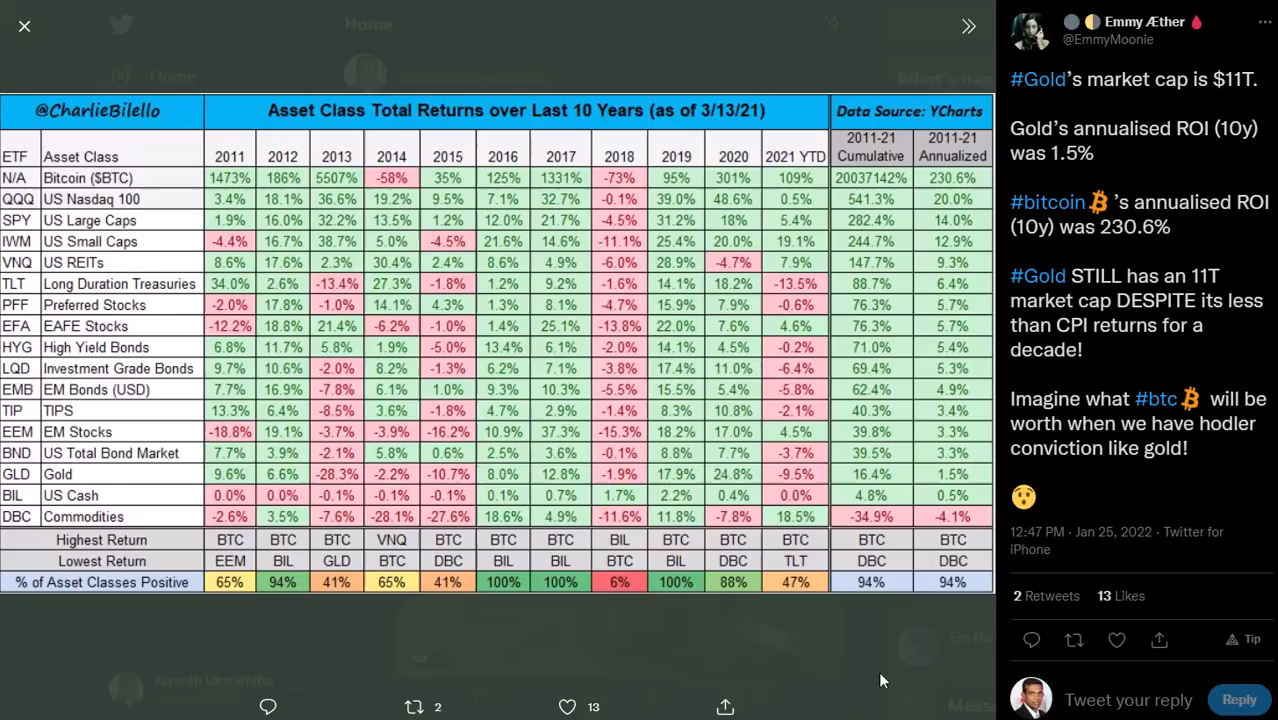 Home
Home
What's hap
@CharlieBilello Asset Class Total Returns over Last 10 Years (as of 3/13/21) Data Source: YCharts
ETF Asset Class 2011 2012 2013 2014 2015 2016 2017 2018 2019 2020 2021 YTD 2011-21 Cumulative 2011-21 Annualized
N/A Bitcoin ($BTC) 1473% 186% 5507% -58% 35% 125% 1331% -73% 95% 301% 109% 20037142% 230.6%
QQQ US Nasdaq 100 3.4% 18.1% 36.6% 19.2% 9.5% 7.1% 32.7% -0.1% 39.0% 48.6% 0.5% 541.3% 20.0%
SPY US Large Caps 1.9% 16.0% 32.2% 13.5% 1.2% 12.0% 21.7% -4.5% 31.2% 18% 5.4% 282.4% 14.0%
IWM US Small Caps -4.4% 16.7% 38.7% 5.0% -4.5% 21.6% 14.6% -11.1% 25.4% 20.0% 19.1% 244.7% 12.9%
VNQ US REITs 8.6% 17.6% 2.3% 30.4% 2.4% 8.6% 4.9% -6.0% 28.9% -4.7% 7.9% 147.7% 9.3%
TLT Long Duration Treasuries 34.0% 2.6% -13.4% 27.3% -1.8% 1.2% 9.2% -1.6% 14.1% 18.2% -13.5% 88.7% 6.4%
PFF Preferred Stocks -2.0% 17.8% -1.0% 14.1% 4.3% 1.3% 8.1% -4.7% 15.9% 7.9% -0.6% 76.3% 5.7%
EFA EAFE Stocks -12.2% 18.8% 21.4% -6.2% -1.0% 1.4% 25.1% -13.8% 22.0% 7.6% 4.6% 76.3% 5.7%
HYG High Yield Bonds 6.8% 11.7% 5.8% 1.9% -5.0% 13.4% 6.1% -2.0% 14.1% 4.5% -0.2% 71.0% 5.4%
LQD Investment Grade Bonds 9.7% 10.6% -2.0% 8.2% -1.3% 6.2% 7.1% -3.8% 17.4% 11.0% -6.4% 69.4% 5.3%
EMB EM Bonds (USD) 7.7% 16.9% -7.8% 6.1% 1.0% 9.3% 10.3% -5.5% 15.5% 5.4% -5.8% 62.4% 4.9%
TIP TIPS 13.3% 6.4% -8.5% 3.6% -1.8% 4.7% 2.9% -1.4% 8.3% 10.8% -2.1% 40.3% 3.4%
EEM EM Stocks -18.8% 19.1% -3.7% -3.9% -16.2% 10.9% 37.3% -15.3% 18.2% 17.0% 4.5% 39.8% 3.3%
BND US Total Bond Market 7.7% 3.9% -2.1% 5.8% 0.6% 2.5% 3.6% -0.1% 8.8% 7.7% -3.7% 39.5% 3.3%
GLD Gold 9.6% 6.6% -28.3% -2.2% -10.7% 8.0% 12.8% -1.9% 17.9% 24.8% -9.5% 16.4% 1.5%
BIL US Cash 0.0% 0.0% -0.1% -0.1% -0.1% 0.1% 0.7% 1.7% 2.2% 0.4% 0.0% 4.8% 0.5%
DBC Commodities -2.6% 3.5% -7.6% -28.1% -27.6% 18.6% 4.9% -11.6% 11.8% -7.8% 18.5% -34.9% -4.1%
Highest Return BTC BTC BTC VNQ BTC BTC BTC BIL BTC BTC BTC BTC BTC
Lowest Return EEM BIL GLD BTC DBC BIL BIL BTC BIL DBC TLT DBC DBC
% of Asset Classes Positive 65% 94% 41% 65% 41% 100% 100% 6% 100% 88% 47% 94% 94%
2
13
Emmy Æther
@EmmyMoonie
#Gold's market cap is $11T.
Gold's annualised ROI (10y)
was 1.5%
#bitcoin 's annualised ROI
(10y) was 230.6%
#Gold STILL has an 11T
market cap DESPITE its less
than CPI returns for a
decade!
Imagine what #btc will be
worth when we have hodler
conviction like gold!
12:47 PM · Jan 25, 2022 · Twitter for
iPhone
2 Retweets 13 Likes
Tip
Tweet your reply
Reply